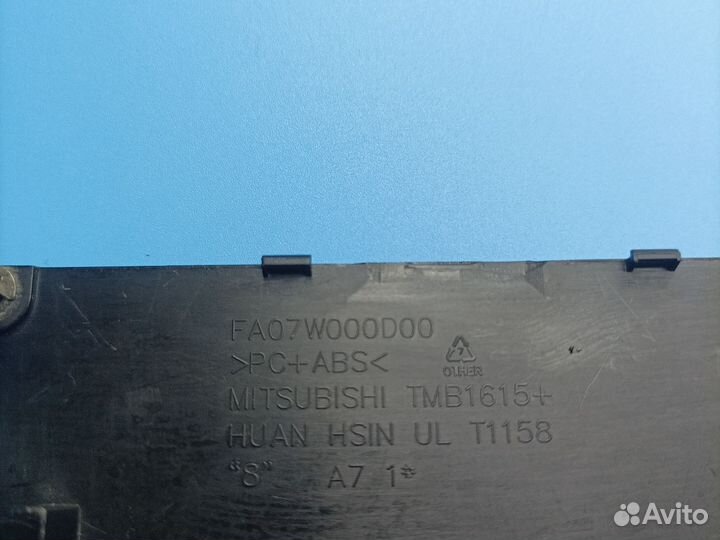 FA07W000D00
>PC+ABS<
7
OTHER
MITSUBISHI TMB1615+
HUAN HSIN UL T1158
"8" A7 1*
Avito